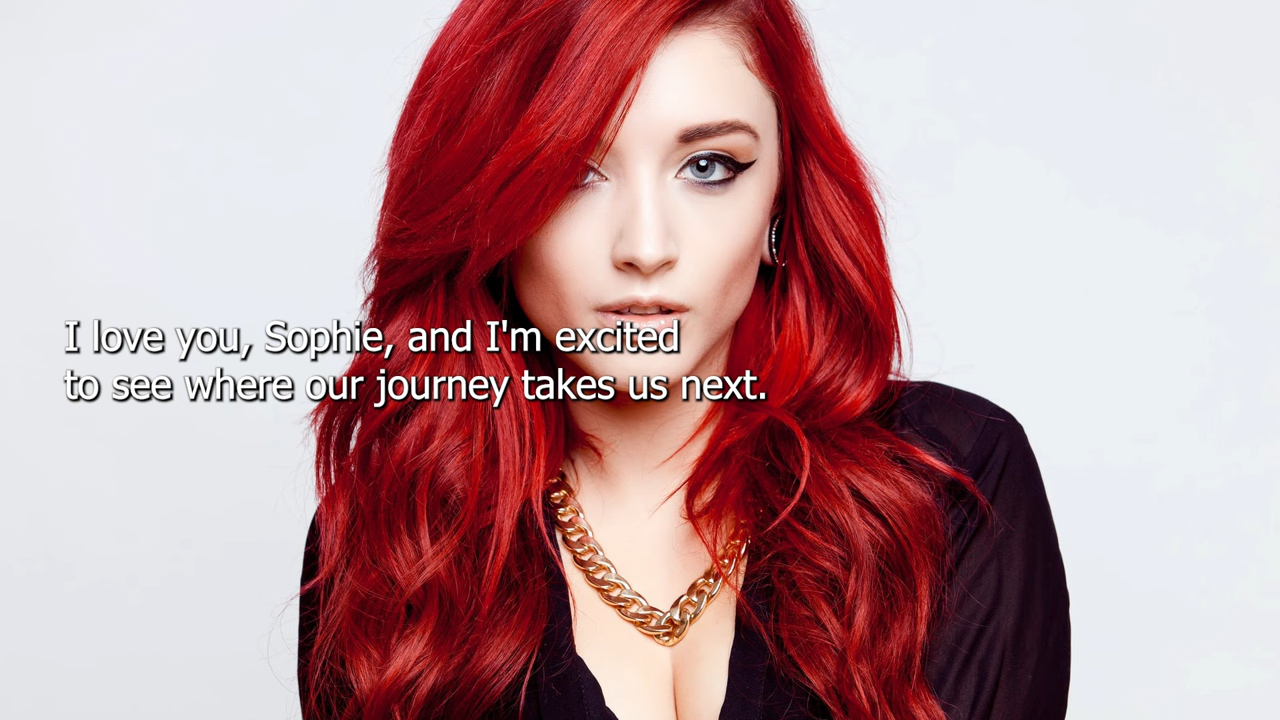 I love you, Sophie, and I'm excited
to see where our journey takes us next.